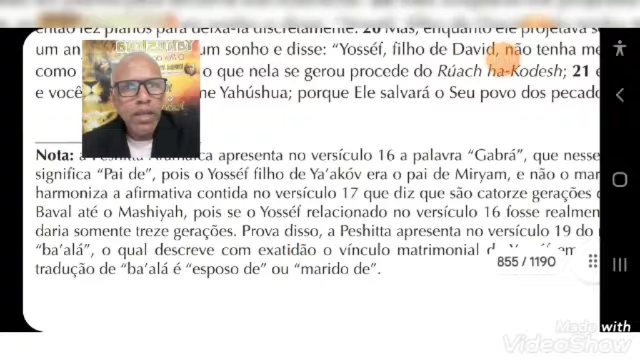 então fez planos para deixá-la discretamente. 20 Mas, enquanto ele projetava
um an um sonho e disse: “Yosséf, filho de David, não tenha me
como o que nela se gerou procede do Rúach ha-Kodesh; 21 e
e você me Yahúshua; porque Ele salvará o Seu povo dos pecado
Nota: a Peshitta Aramaica apresenta no versículo 16 a palavra “Gabrá”, que nesse
significa “Pai de”, pois o Yosséf filho de Ya’akóv era o pai de Miryam, e não o mar
harmoniza a afirmativa contida no versículo 17 que diz que são catorze gerações d
Baval até o Mashiyah, pois se o Yosséf relacionado no versículo 16 fosse realmen
daria somente treze gerações. Prova disso, a Peshitta apresenta no versículo 19 do
“ba’alá”, o qual descreve com exatidão o vínculo matrimonial d em
tradução de “ba’alá é “esposo de” ou “marido de”.
855 / 1190
Made with
VideoShow